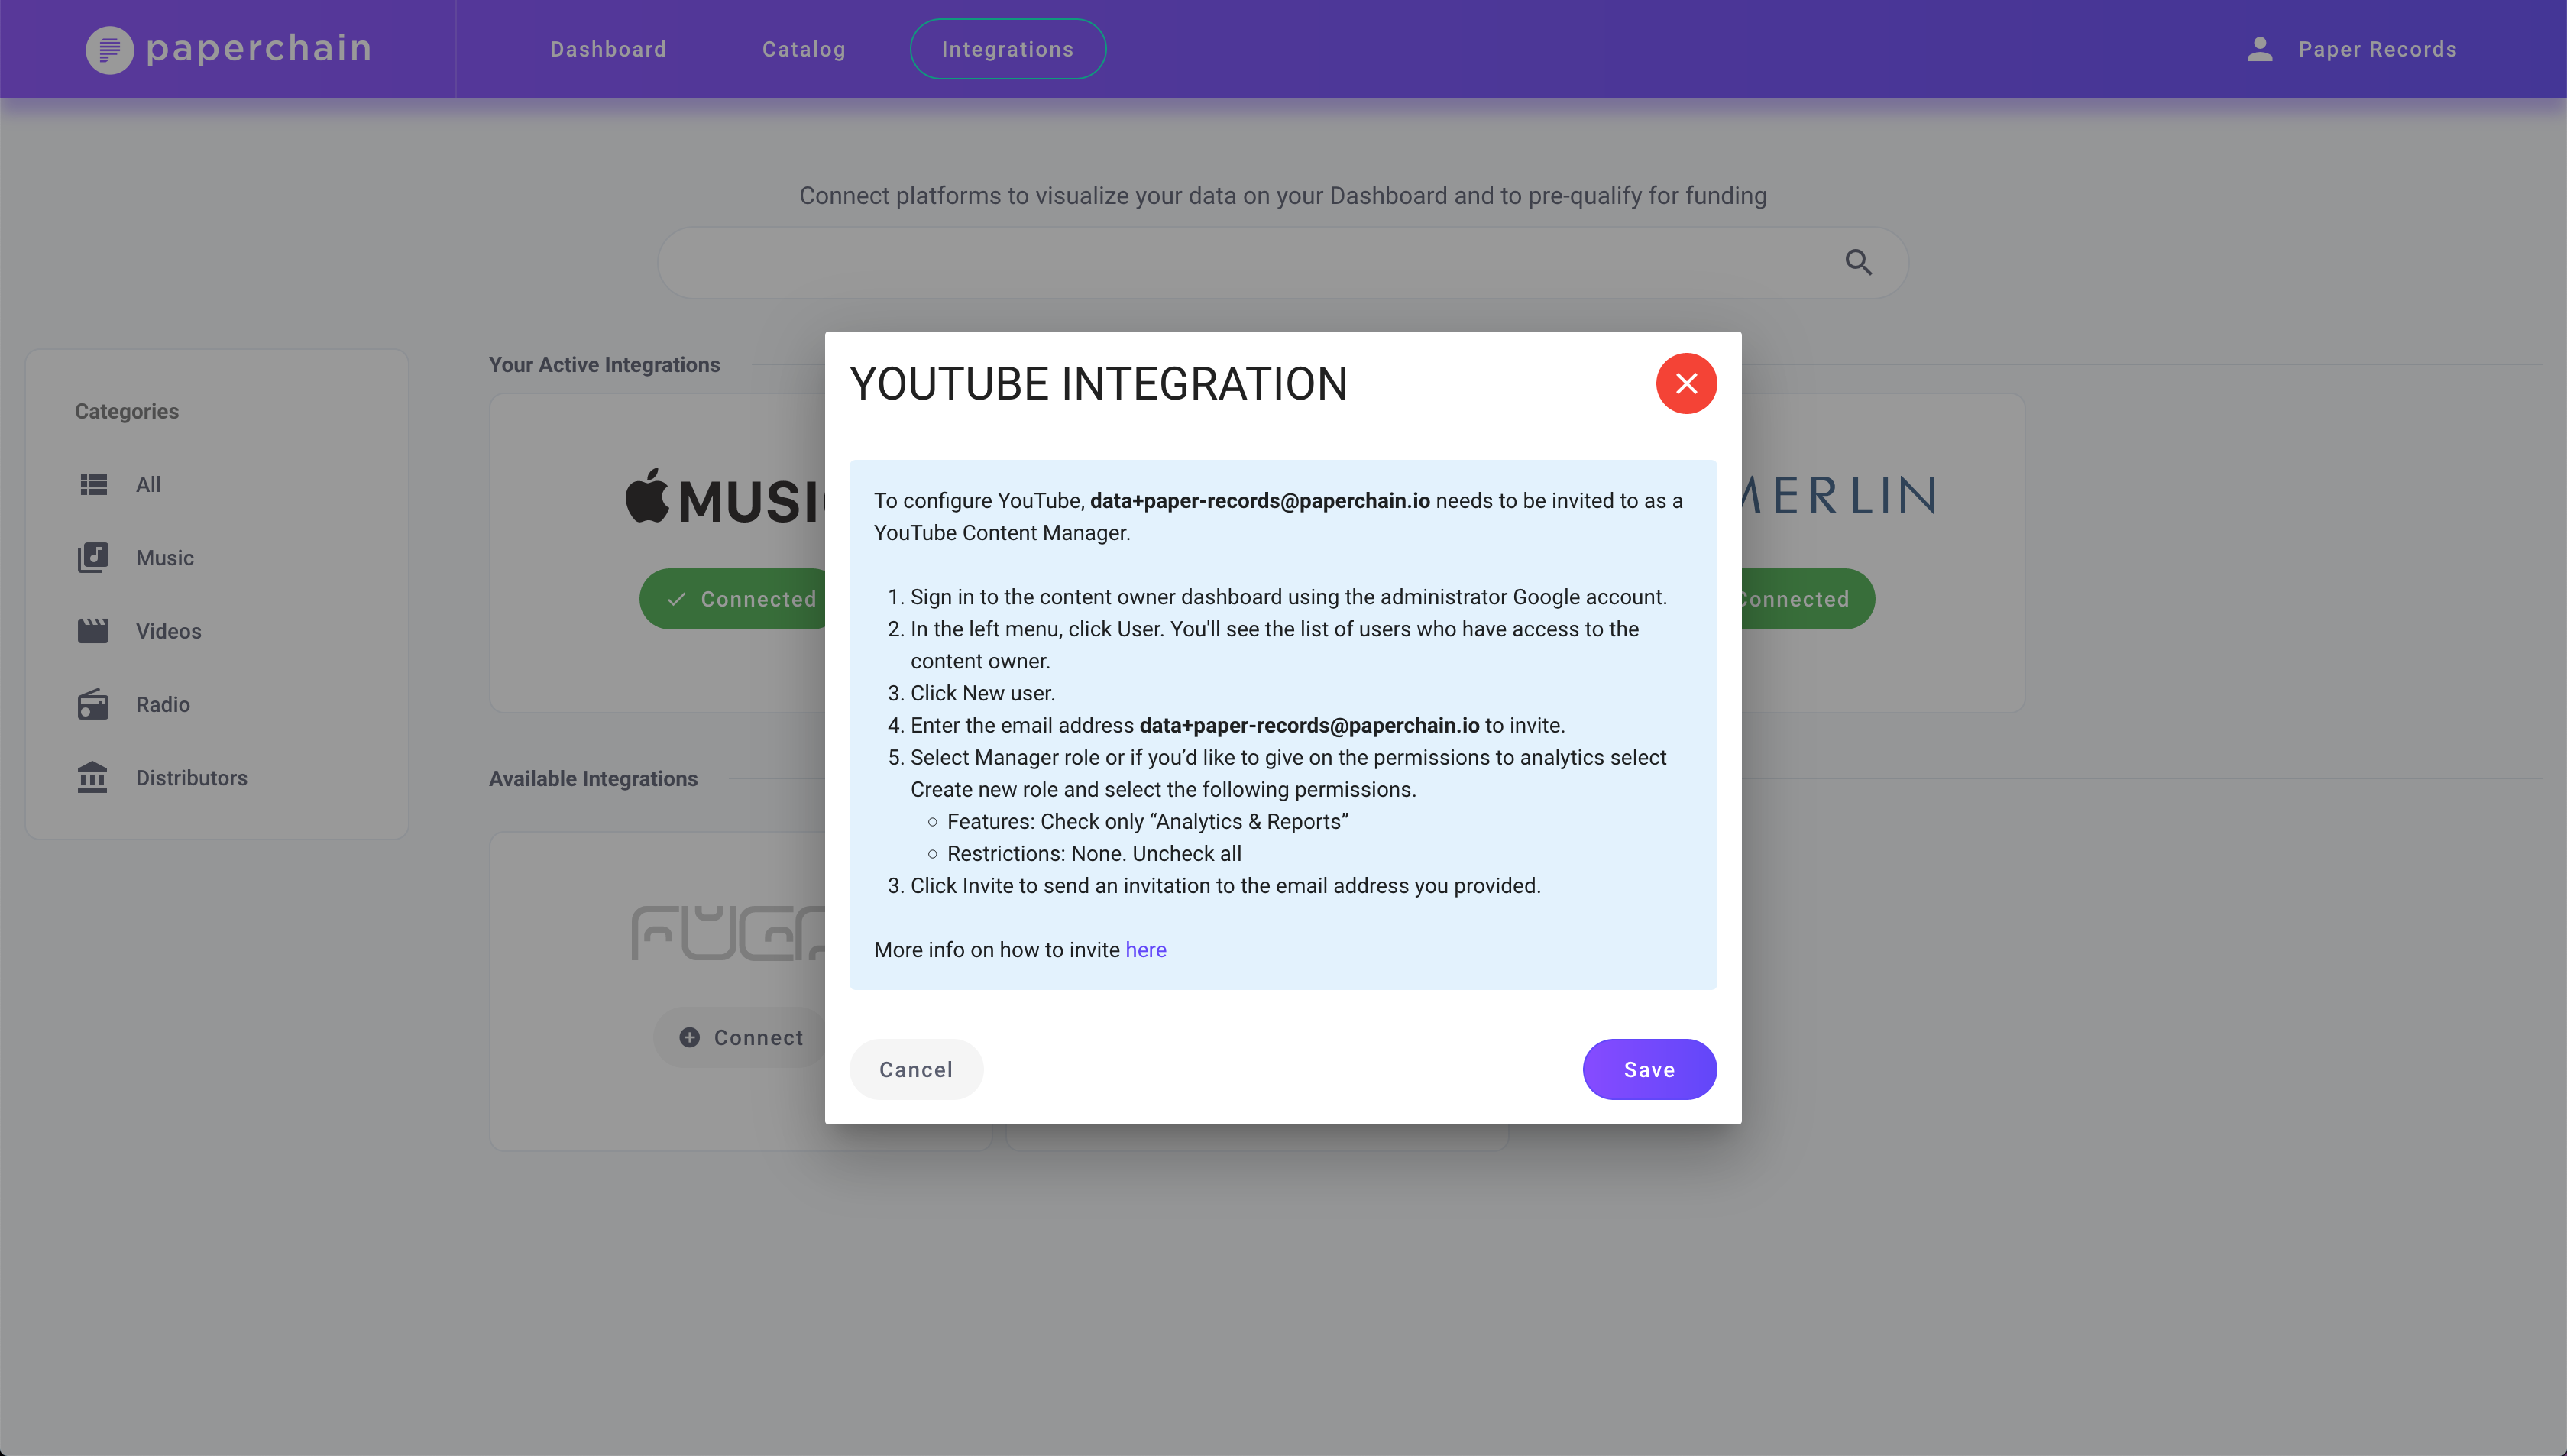 paperchain
Dashboard
Catalog
Integrations
Paper Records
Connect platforms to visualize your data on your Dashboard and to pre-qualify for funding
Categories
All
Music
Videos
Radio
Distributors
Your Active Integrations
MUSIC
Connected
MERLIN
Connected
Available Integrations
FUGA
Connect
YOUTUBE INTEGRATION
To configure YouTube, data+paper-records@paperchain.io needs to be invited to as a
YouTube Content Manager.
1. Sign in to the content owner dashboard using the administrator Google account.
2. In the left menu, click User. You'll see the list of users who have access to the
content owner.
3. Click New user.
4. Enter the email address data+paper-records@paperchain.io to invite.
5. Select Manager role or if you’d like to give on the permissions to analytics select
Create new role and select the following permissions.
○ Features: Check only “Analytics & Reports”
○ Restrictions: None. Uncheck all
3. Click Invite to send an invitation to the email address you provided.
More info on how to invite here
Cancel
Save